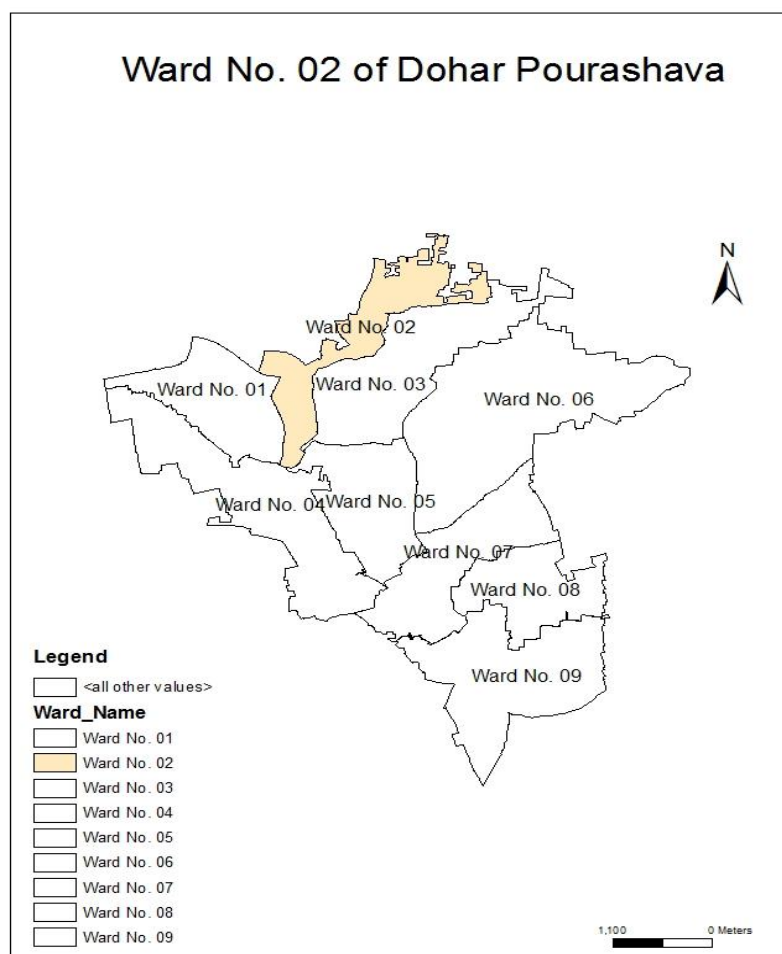 Ward No. 02 of Dohar Pourashava
N
Ward No. 02
Ward No. 01
Ward No. 03
Ward No. 06
Ward No. 04
Ward No. 05
Ward No. 07
Ward No. 08
Ward No. 09
Legend
<all other values>
Ward_Name
Ward No. 01
Ward No. 02
Ward No. 03
Ward No. 04
Ward No. 05
Ward No. 06
Ward No. 07
Ward No. 08
Ward No. 09
1,100 0 Meters